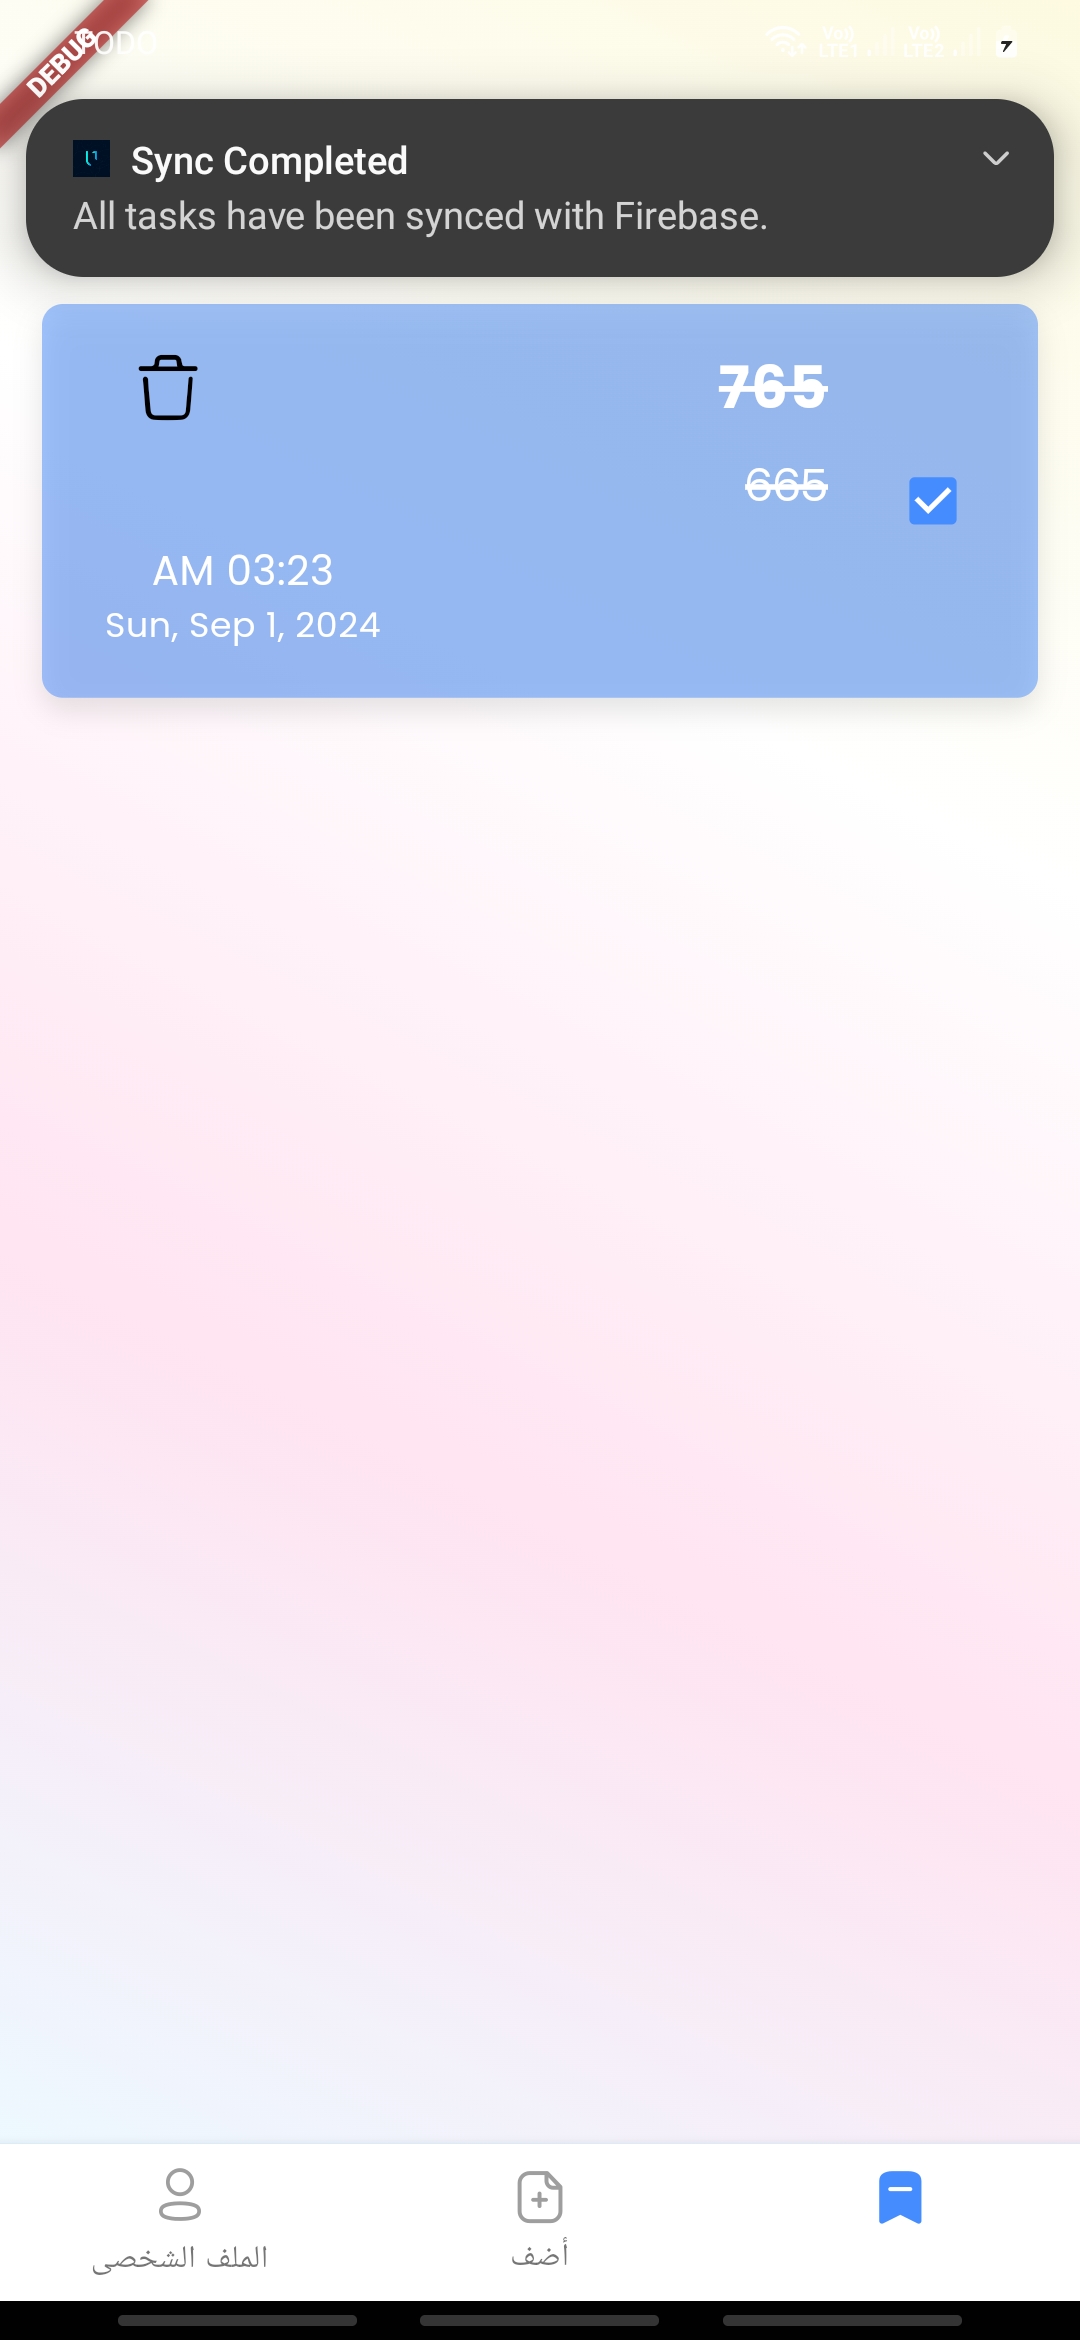 DEBUG
TODO
Vo))
LTE1
Vo))
LTE2
Sync Completed
All tasks have been synced with Firebase.
765
665
AM 03:23
Sun, Sep 1, 2024
الملف الشخصى
أضف